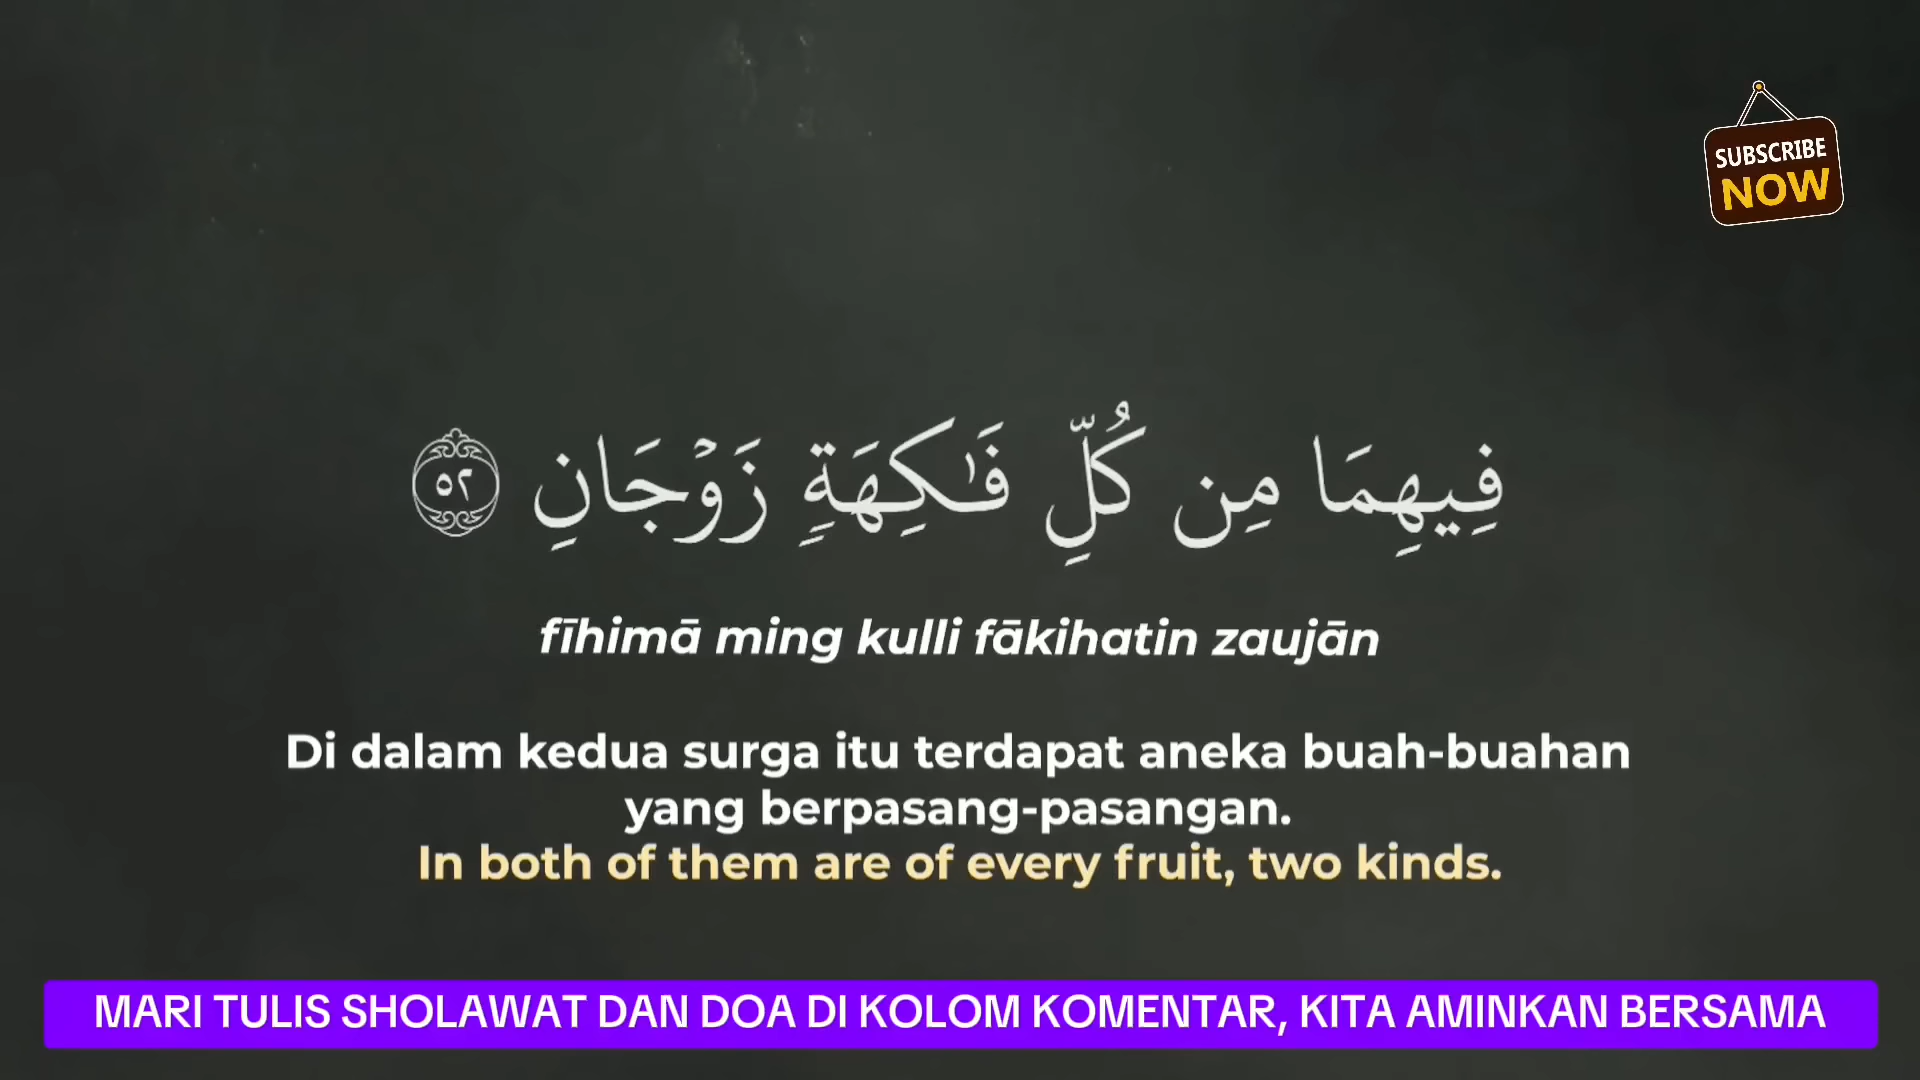 SUBSCRIBE
NOW
فِيهِمَا مِن كُلِّ فَـٰكِهَةٍ زَوْجَانِ ٥٢
fīhimā ming kulli fākihatin zaujān
Di dalam kedua surga itu terdapat aneka buah-buahan
yang berpasang-pasangan.
In both of them are of every fruit, two kinds.
MARI TULIS SHOLAWAT DAN DOA DI KOLOM KOMENTAR, KITA AMINKAN BERSAMA